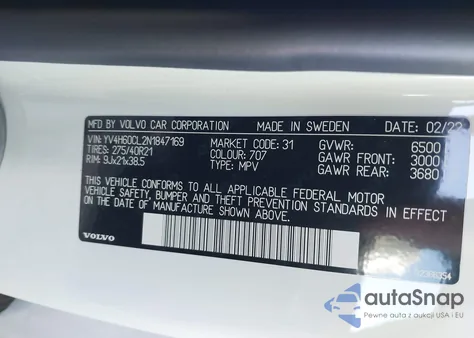 MFD BY VOLVO CAR CORPORATION MADE IN SWEDEN DATE: 02/22
VIN: YV4H60CL2N1847169 MARKET CODE: 31 GVWR: 6500
TIRES: 275/40R21 COLOUR: 707 GAWR FRONT: 3000
RIM: 9Jx21x38.5 TYPE: MPV GAWR REAR: 3680
THIS VEHICLE CONFORMS TO ALL APPLICABLE FEDERAL MOTOR
VEHICLE SAFETY, BUMPER AND THEFT PREVENTION STANDARDS IN EFFECT
ON THE DATE OF MANUFACTURE SHOWN ABOVE.
VOLVO
autoSnap
Pewne auta z aukcji USA i EU